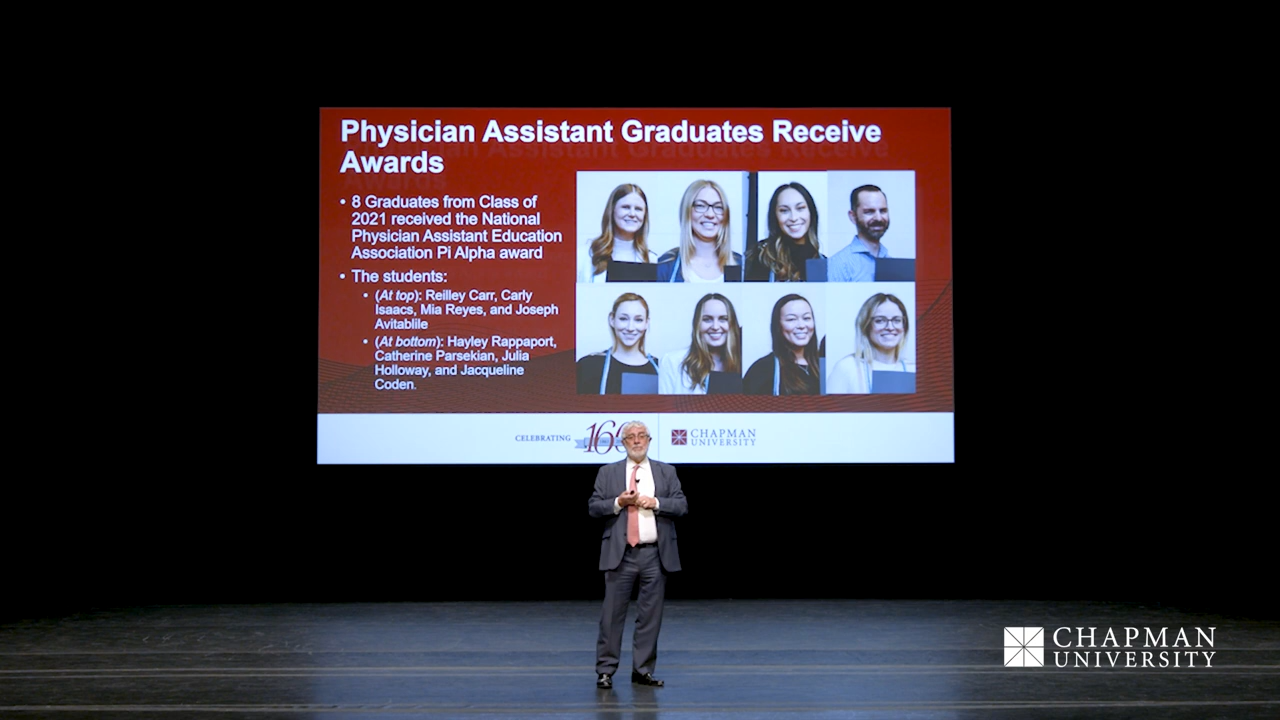 Physician Assistant Graduates Receive
Awards
• 8 Graduates from Class of
2021 received the National
Physician Assistant Education
Association Pi Alpha award
• The students:
• (At top): Reilley Carr, Carly
Isaacs, Mia Reyes, and Joseph
Avitablile
• (At bottom): Hayley Rappaport,
Catherine Parsekian, Julia
Holloway, and Jacqueline
Coden.
CELEBRATING
CHAPMAN
UNIVERSITY
CHAPMAN
UNIVERSITY